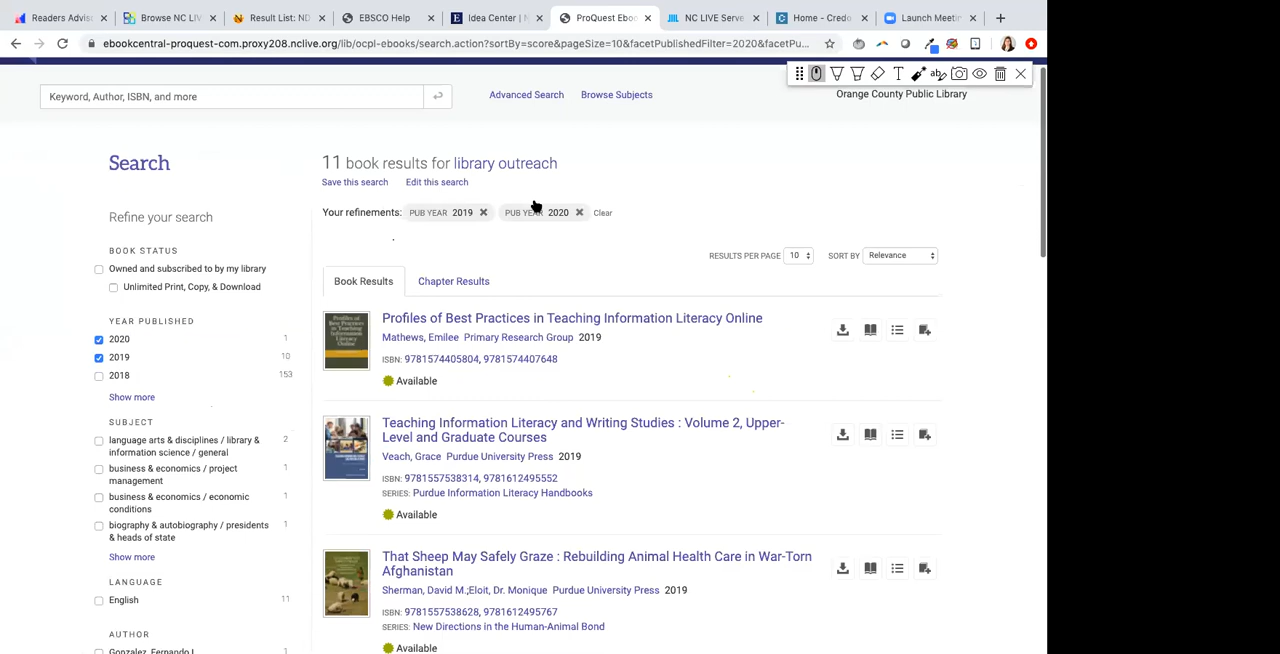 Readers Advis
Browse NC LIV
Result List: ND
EBSCO Help
Idea Center | N
ProQuest Eboo
NC LIVE Serve
Home - Credo
Launch Meetin
ebookcentral-proquest-com.proxy208.nclive.org/lib/ocpl-ebooks/search.action?sortBy=score&pageSize=10&facetPublishedFilter=2020&facetPu...
Keyword, Author, ISBN, and more
Advanced Search
Browse Subjects
Orange County Public Library
Search
11 book results for library outreach
Save this search
Edit this search
Refine your search
Your refinements: PUB YEAR 2019 PUB YEAR 2020 Clear
BOOK STATUS
Owned and subscribed to by my library
Unlimited Print, Copy, & Download
RESULTS PER PAGE 10 SORT BY Relevance
Book Results
Chapter Results
YEAR PUBLISHED
2020 1
2019 10
2018 153
Show more
SUBJECT
language arts & disciplines / library & 2
information science / general
business & economics / project 1
management
business & economics / economic 1
conditions
biography & autobiography / presidents 1
& heads of state
Show more
LANGUAGE
English 11
AUTHOR
Gonzalez, Fernando L 1
Profiles of Best Practices in Teaching Information Literacy Online
Mathews, Emilee Primary Research Group 2019
ISBN: 9781574405804, 9781574407648
Available
Teaching Information Literacy and Writing Studies : Volume 2, Upper-
Level and Graduate Courses
Veach, Grace Purdue University Press 2019
ISBN: 9781557538314, 9781612495552
SERIES: Purdue Information Literacy Handbooks
Available
That Sheep May Safely Graze : Rebuilding Animal Health Care in War-Torn
Afghanistan
Sherman, David M.;Eloit, Dr. Monique Purdue University Press 2019
ISBN: 9781557538628, 9781612495767
SERIES: New Directions in the Human-Animal Bond
Available